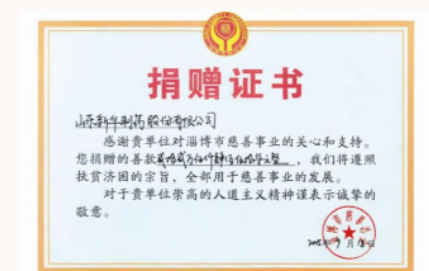 捐赠证书
山东新华制药股份有限公司
感谢贵单位对淄博市慈善事业的关心和支持。
您捐赠的善款，我们将遵照
扶贫济困的宗旨，全部用于慈善事业的发展。
对于贵单位崇高的人道主义精神谨表示诚挚的
敬意。